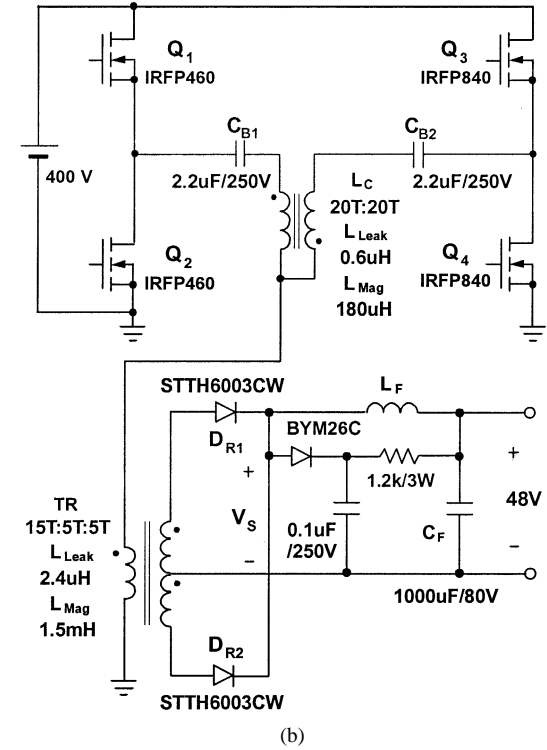 Q1
IRFP460
Q3
IRFP840
CB1
2.2uF/250V
CB2
2.2uF/250V
400 V
LC
20T:20T
LLeak
0.6uH
LMag
180uH
Q2
IRFP460
Q4
IRFP840
STTH6003CW
DR1
LF
BYM26C
1.2k/3W
+
VS
−
0.1uF
/250V
CF
1000uF/80V
+
48V
−
TR
15T:5T:5T
LLeak
2.4uH
LMag
1.5mH
DR2
STTH6003CW
(b)